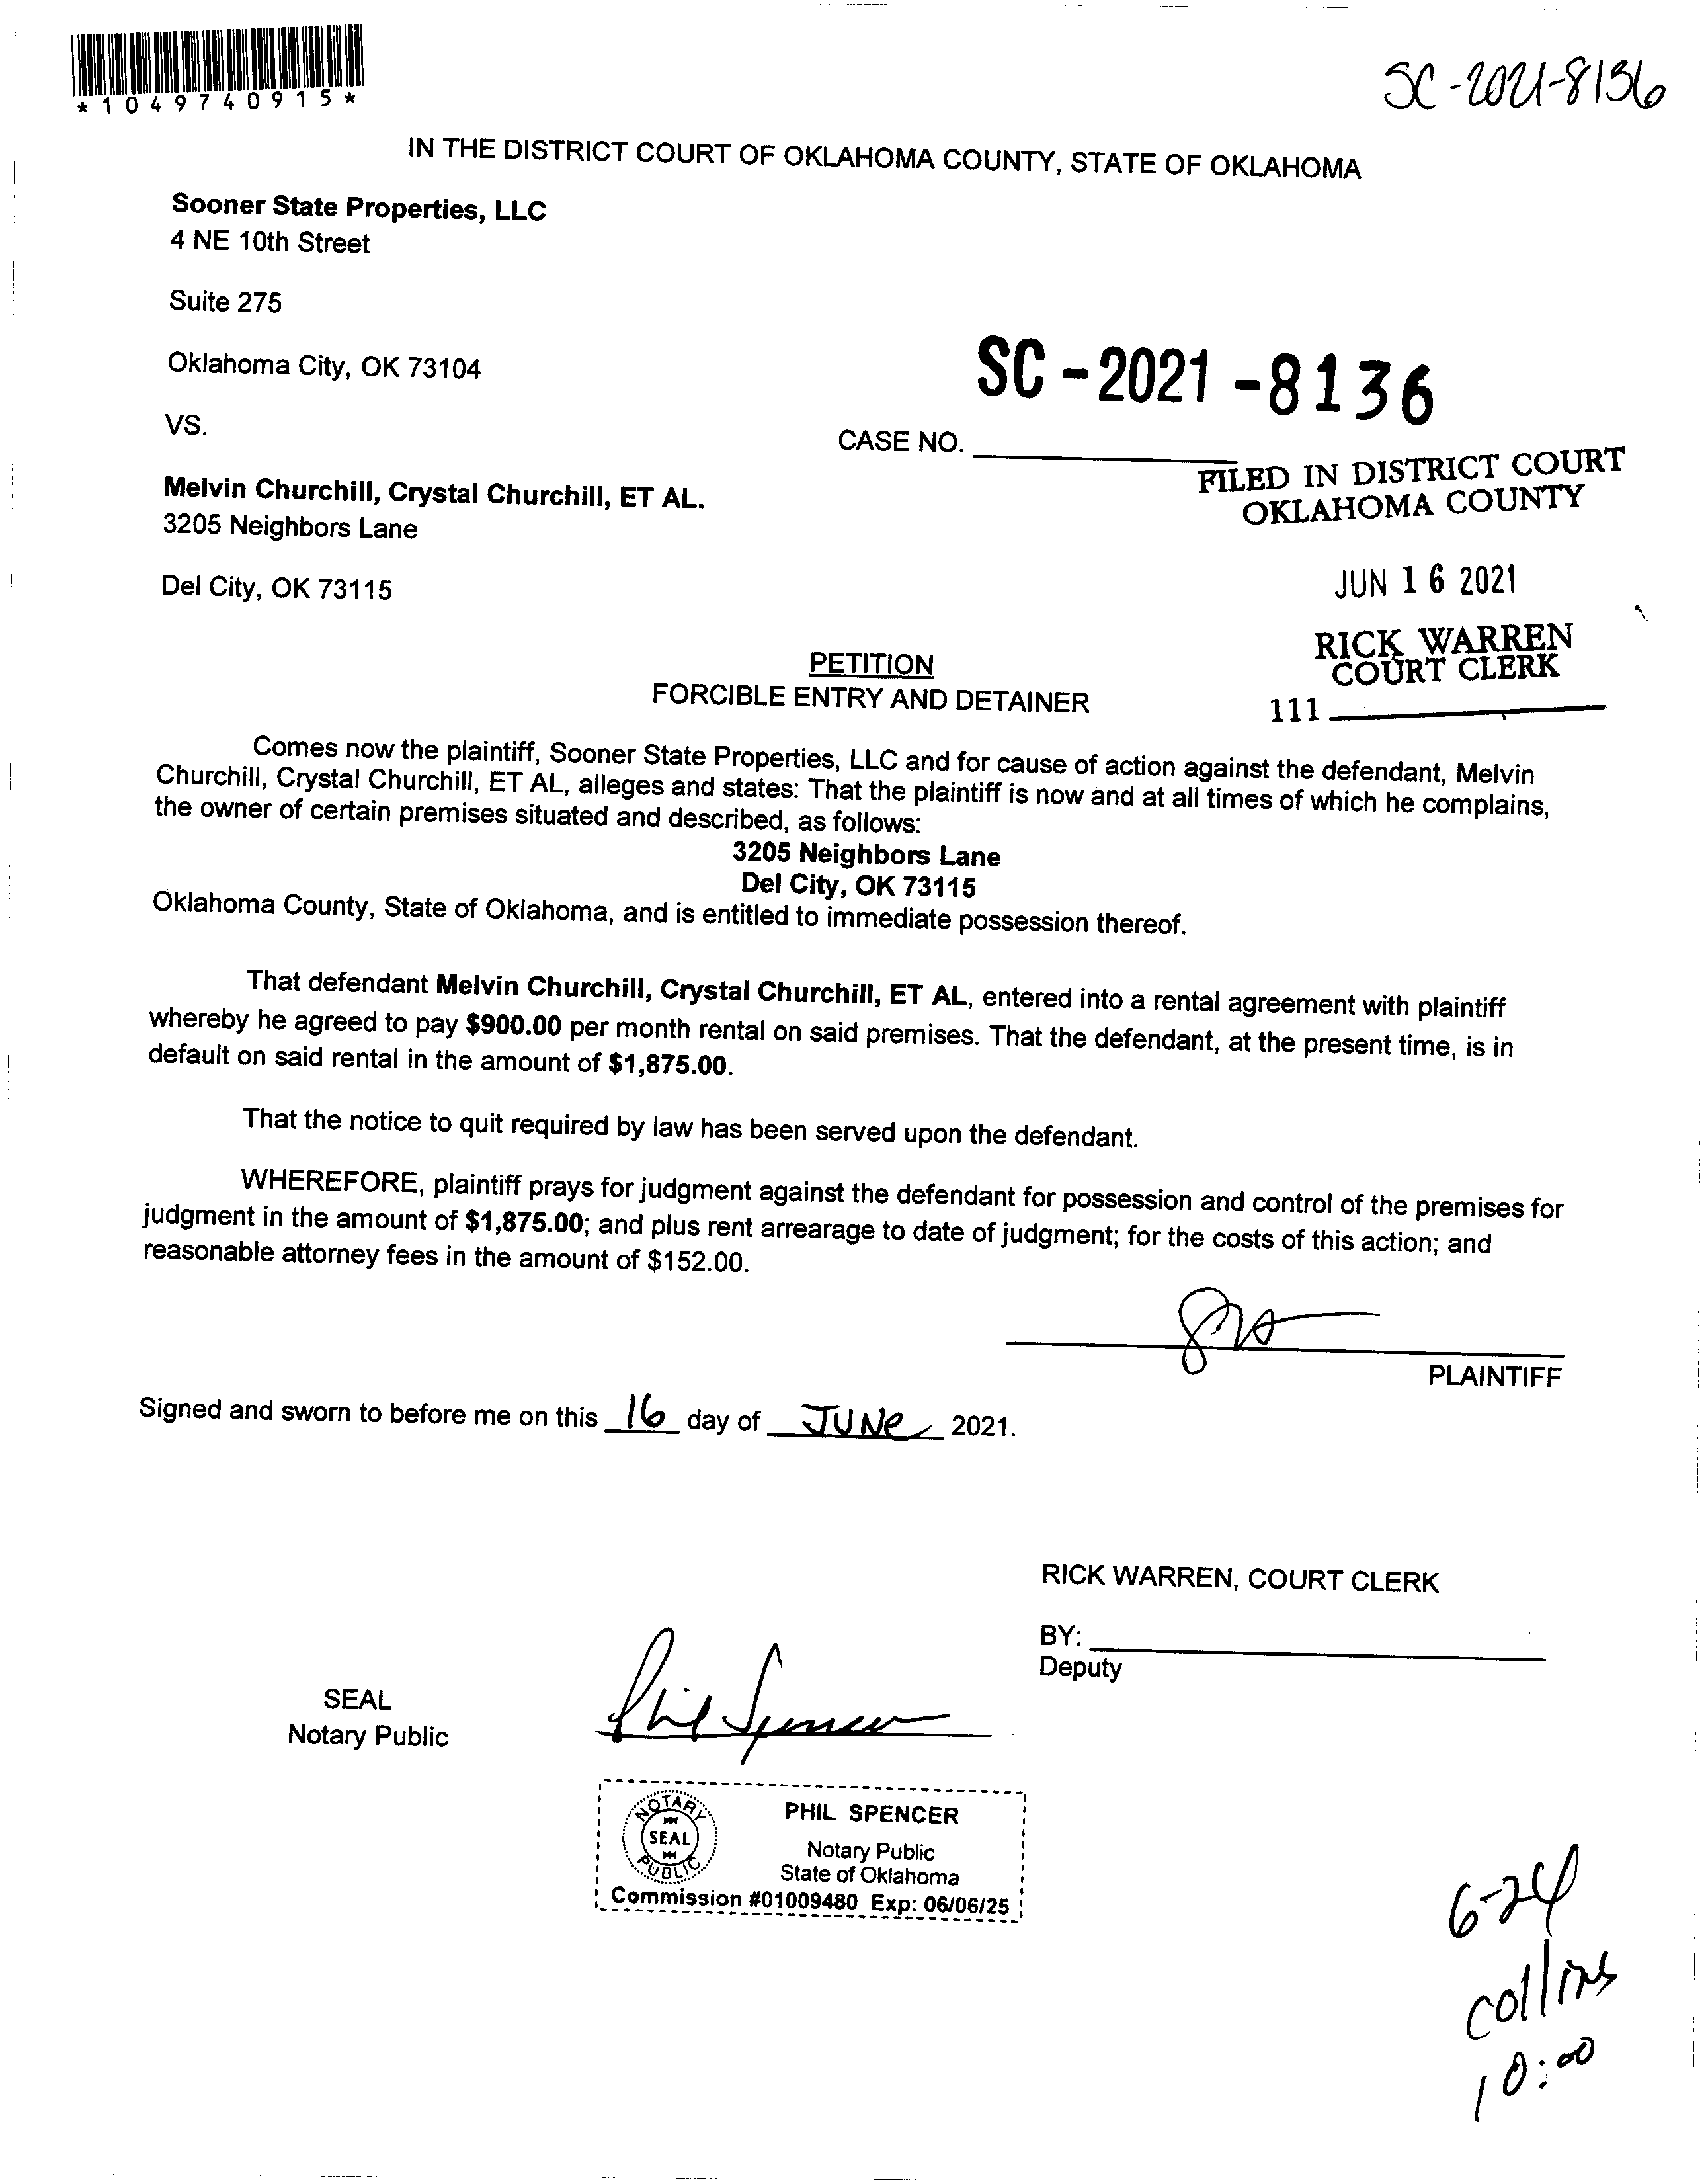 *1049740915*
SC-2021-8136
IN THE DISTRICT COURT OF OKLAHOMA COUNTY, STATE OF OKLAHOMA
Sooner State Properties, LLC
4 NE 10th Street
Suite 275
Oklahoma City, OK 73104
SC-2021-8136
VS.
CASE NO.
FILED IN DISTRICT COURT
OKLAHOMA COUNTY
Melvin Churchill, Crystal Churchill, ET AL.
3205 Neighbors Lane
Del City, OK 73115
JUN 16 2021
RICK WARREN
COURT CLERK
111
PETITION
FORCIBLE ENTRY AND DETAINER
Comes now the plaintiff, Sooner State Properties, LLC and for cause of action against the defendant, Melvin
Churchill, Crystal Churchill, ET AL, alleges and states: That the plaintiff is now and at all times of which he complains,
the owner of certain premises situated and described, as follows:
3205 Neighbors Lane
Del City, OK 73115
Oklahoma County, State of Oklahoma, and is entitled to immediate possession thereof.
That defendant Melvin Churchill, Crystal Churchill, ET AL, entered into a rental agreement with plaintiff
whereby he agreed to pay $900.00 per month rental on said premises. That the defendant, at the present time, is in
default on said rental in the amount of $1,875.00.
That the notice to quit required by law has been served upon the defendant.
WHEREFORE, plaintiff prays for judgment against the defendant for possession and control of the premises for
judgment in the amount of $1,875.00; and plus rent arrearage to date of judgment; for the costs of this action; and
reasonable attorney fees in the amount of $152.00.
PLAINTIFF
Signed and sworn to before me on this 16 day of JUNe 2021.
RICK WARREN, COURT CLERK
BY:
Deputy
SEAL
Notary Public
Phil Spencer
NOTARY
SEAL
PUBLIC
PHIL SPENCER
Notary Public
State of Oklahoma
Commission #01009480 Exp: 06/06/25
6-24
collins
10:00